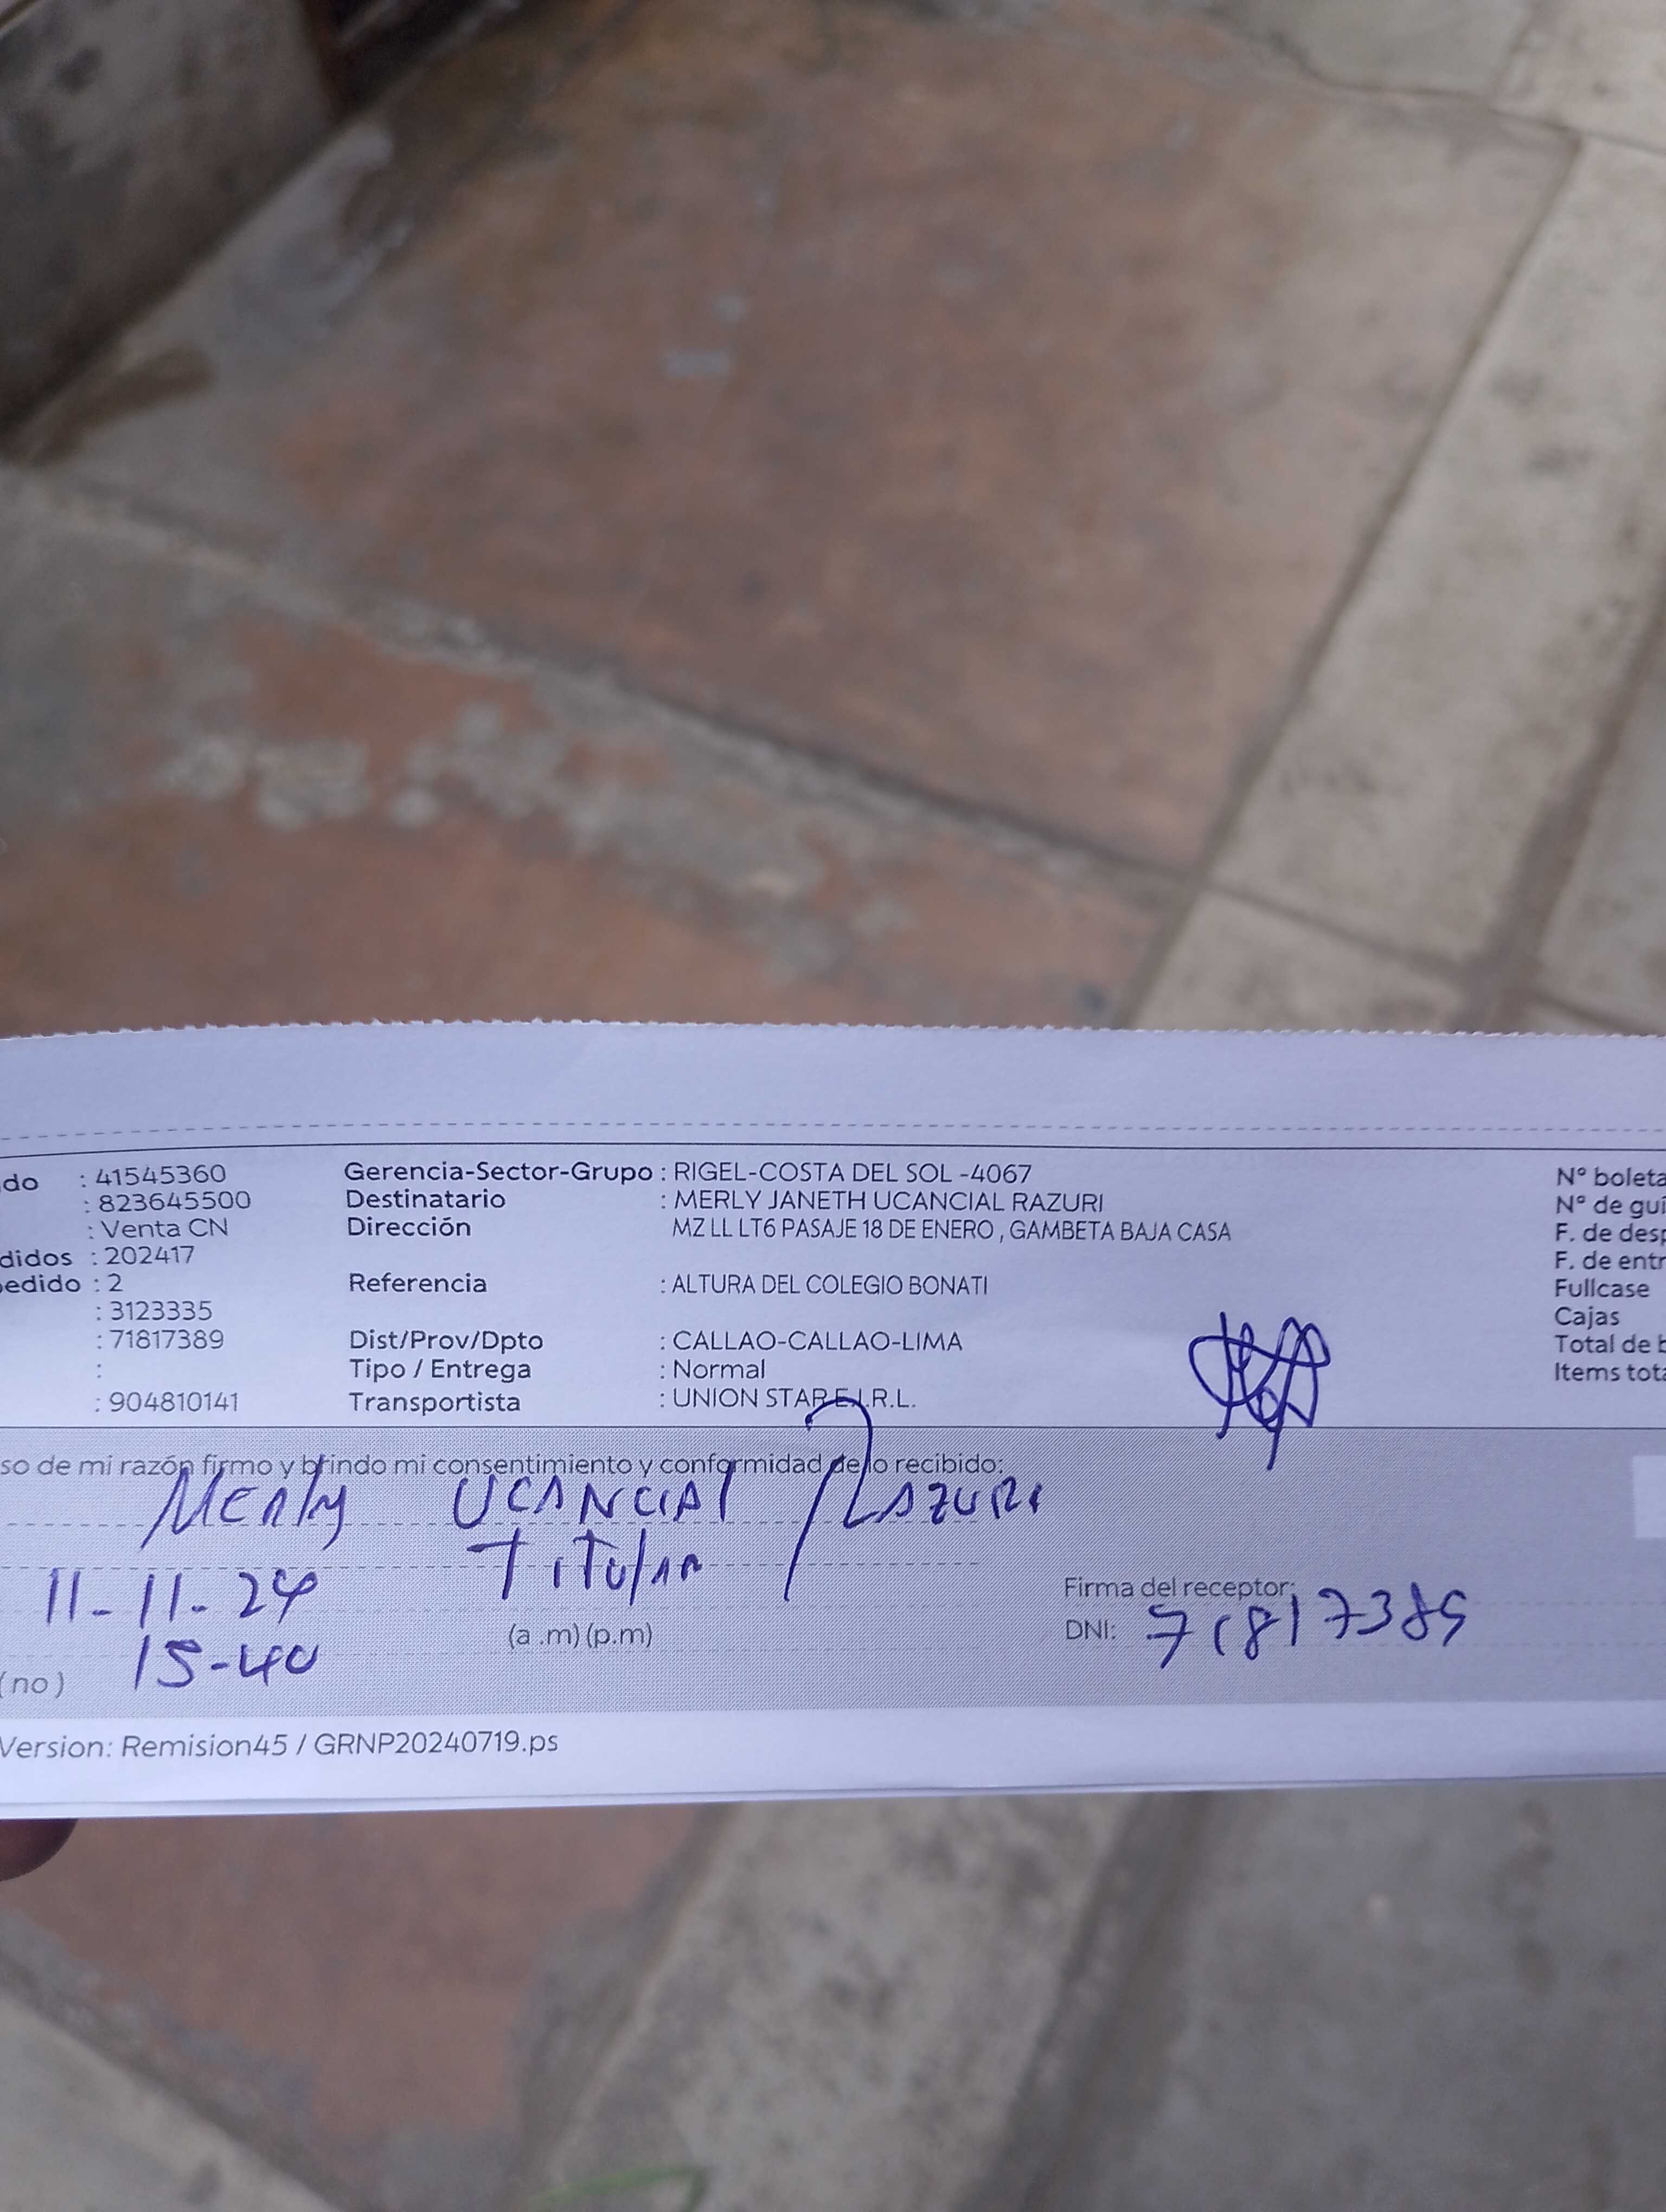 do : 41545360 Gerencia-Sector-Grupo : RIGEL-COSTA DEL SOL -4067 N° boleta
: 823645500 Destinatario : MERLY JANETH UCANCIAL RAZURI N° de guí
: Venta CN Dirección MZ LL LT6 PASAJE 18 DE ENERO , GAMBETA BAJA CASA F. de desp
didos : 202417 F. de entr
pedido : 2 Referencia : ALTURA DEL COLEGIO BONATI Fullcase
: 3123335 Cajas
: 71817389 Dist/Prov/Dpto : CALLAO-CALLAO-LIMA Total de b
: Tipo / Entrega : Normal Items tota
: 904810141 Transportista : UNION STAR E.I.R.L.
so de mi razón firmo y brindo mi consentimiento y conformidad de lo recibido:
Merly UCANCIAL RAZURI
Titular
11-11-24 Firma del receptor:
(a .m) (p.m) DNI: 71817389
15-40
(no)
Version: Remision45 / GRNP20240719.ps